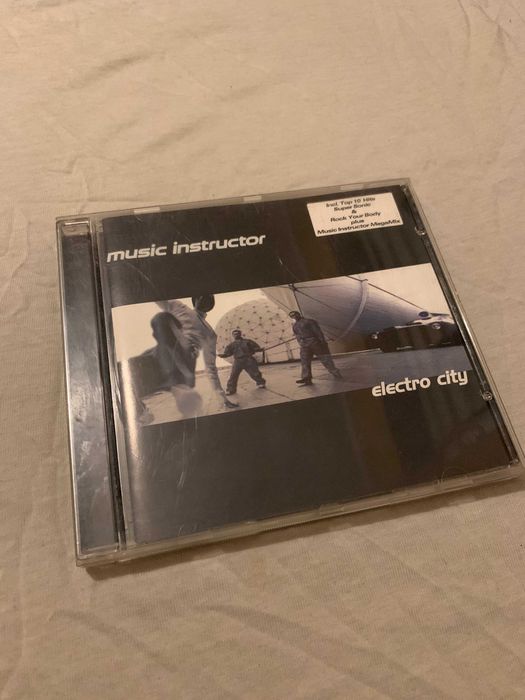 Incl. Top 10 Hits
Super Sonic
&
Rock Your Body
plus
Music Instructor MegaMix
music instructor
electro city